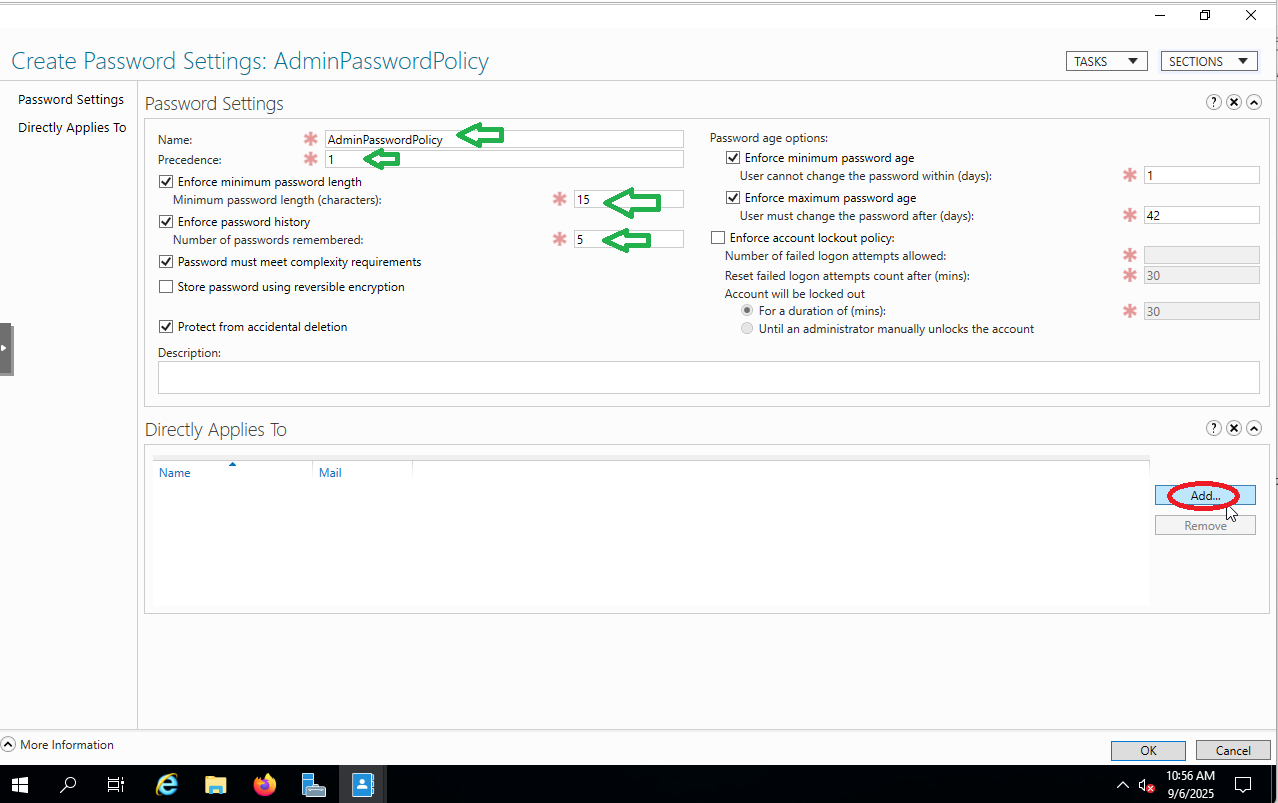 Create Password Settings: AdminPasswordPolicy
TASKS
SECTIONS
Password Settings
Directly Applies To
Password Settings
Name:
AdminPasswordPolicy
Precedence:
1
Enforce minimum password length
Minimum password length (characters):
15
Enforce password history
Number of passwords remembered:
5
Password must meet complexity requirements
Store password using reversible encryption
Protect from accidental deletion
Password age options:
Enforce minimum password age
User cannot change the password within (days):
1
Enforce maximum password age
User must change the password after (days):
42
Enforce account lockout policy:
Number of failed logon attempts allowed:
Reset failed logon attempts count after (mins):
30
Account will be locked out
For a duration of (mins):
30
Until an administrator manually unlocks the account
Description:
Directly Applies To
Name
Mail
Add...
Remove
More Information
OK
Cancel
10:56 AM
9/6/2025